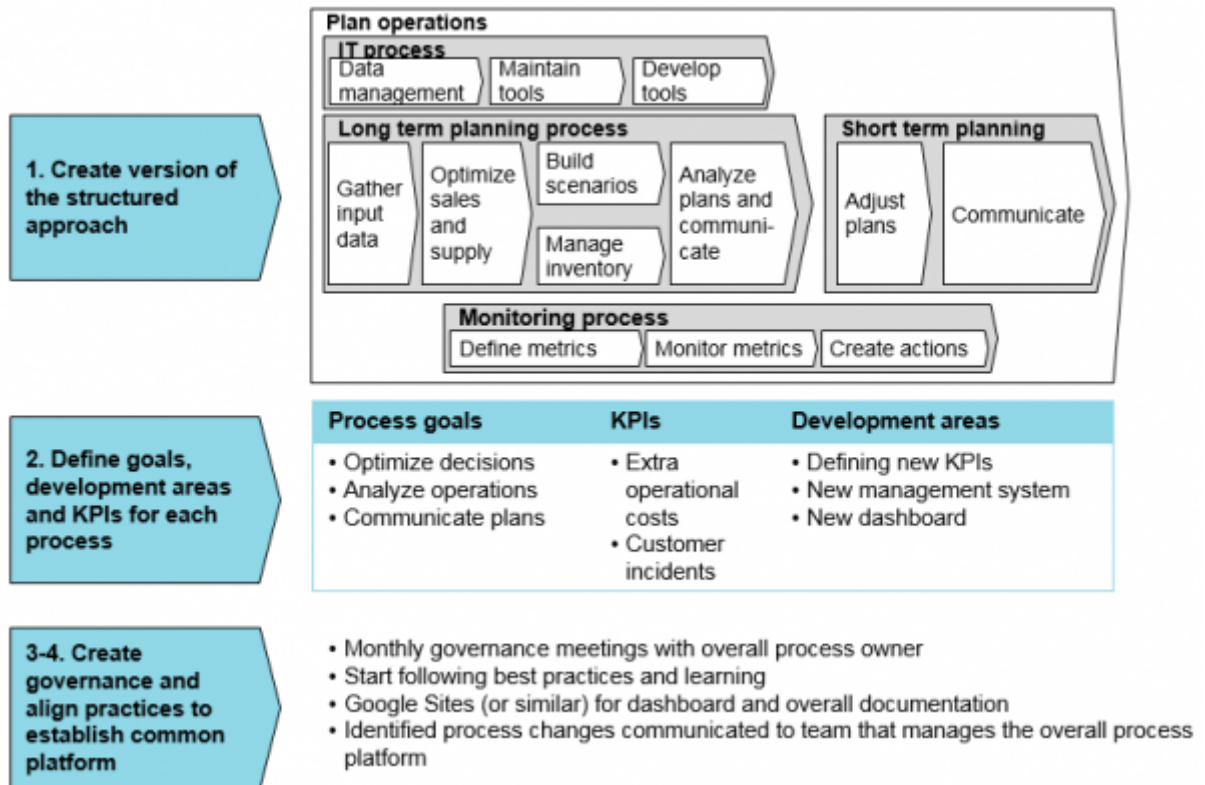 Plan operations
IT process
Data
management
Maintain
tools
Develop
tools
1. Create version of
the structured
approach
Long term planning process
Gather
input
data
Optimize
sales
and
supply
Build
scenarios
Manage
inventory
Analyze
plans and
communi-
cate
Short term planning
Adjust
plans
Communicate
Monitoring process
Define metrics
Monitor metrics
Create actions
2. Define goals,
development areas
and KPIs for each
process
Process goals
• Optimize decisions
• Analyze operations
• Communicate plans
KPIs
• Extra
operational
costs
• Customer
incidents
Development areas
• Defining new KPIs
• New management system
• New dashboard
3-4. Create
governance and
align practices to
establish common
platform
• Monthly governance meetings with overall process owner
• Start following best practices and learning
• Google Sites (or similar) for dashboard and overall documentation
• Identified process changes communicated to team that manages the overall process
platform